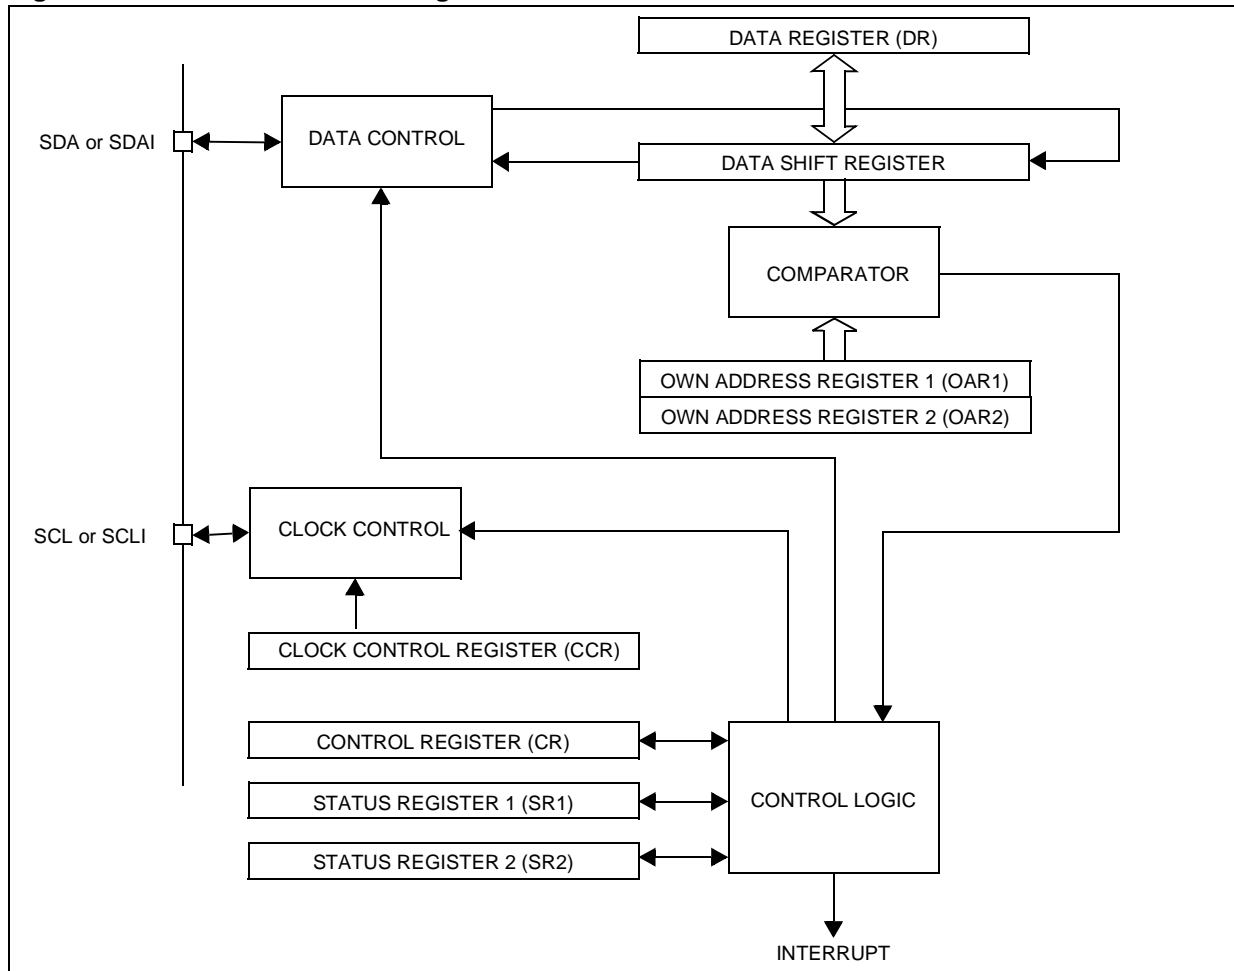 DATA REGISTER (DR)
SDA or SDAI
DATA CONTROL
DATA SHIFT REGISTER
COMPARATOR
OWN ADDRESS REGISTER 1 (OAR1)
OWN ADDRESS REGISTER 2 (OAR2)
SCL or SCLI
CLOCK CONTROL
CLOCK CONTROL REGISTER (CCR)
CONTROL REGISTER (CR)
STATUS REGISTER 1 (SR1)
CONTROL LOGIC
STATUS REGISTER 2 (SR2)
INTERRUPT